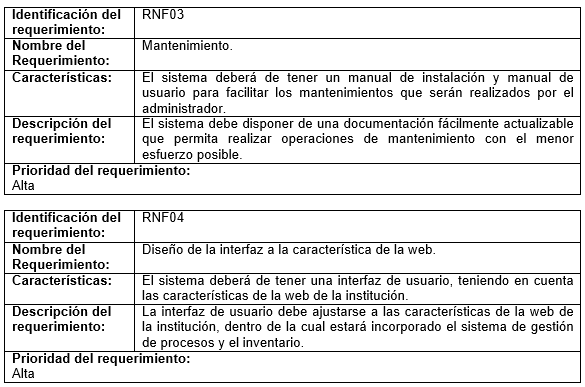 Identificación del requerimiento: RNF03
Nombre del Requerimiento: Mantenimiento.
Características: El sistema deberá de tener un manual de instalación y manual de usuario para facilitar los mantenimientos que serán realizados por el administrador.
Descripción del requerimiento: El sistema debe disponer de una documentación fácilmente actualizable que permita realizar operaciones de mantenimiento con el menor esfuerzo posible.
Prioridad del requerimiento:
Alta
Identificación del requerimiento: RNF04
Nombre del Requerimiento: Diseño de la interfaz a la característica de la web.
Características: El sistema deberá de tener una interfaz de usuario, teniendo en cuenta las características de la web de la institución.
Descripción del requerimiento: La interfaz de usuario debe ajustarse a las características de la web de la institución, dentro de la cual estará incorporado el sistema de gestión de procesos y el inventario.
Prioridad del requerimiento:
Alta